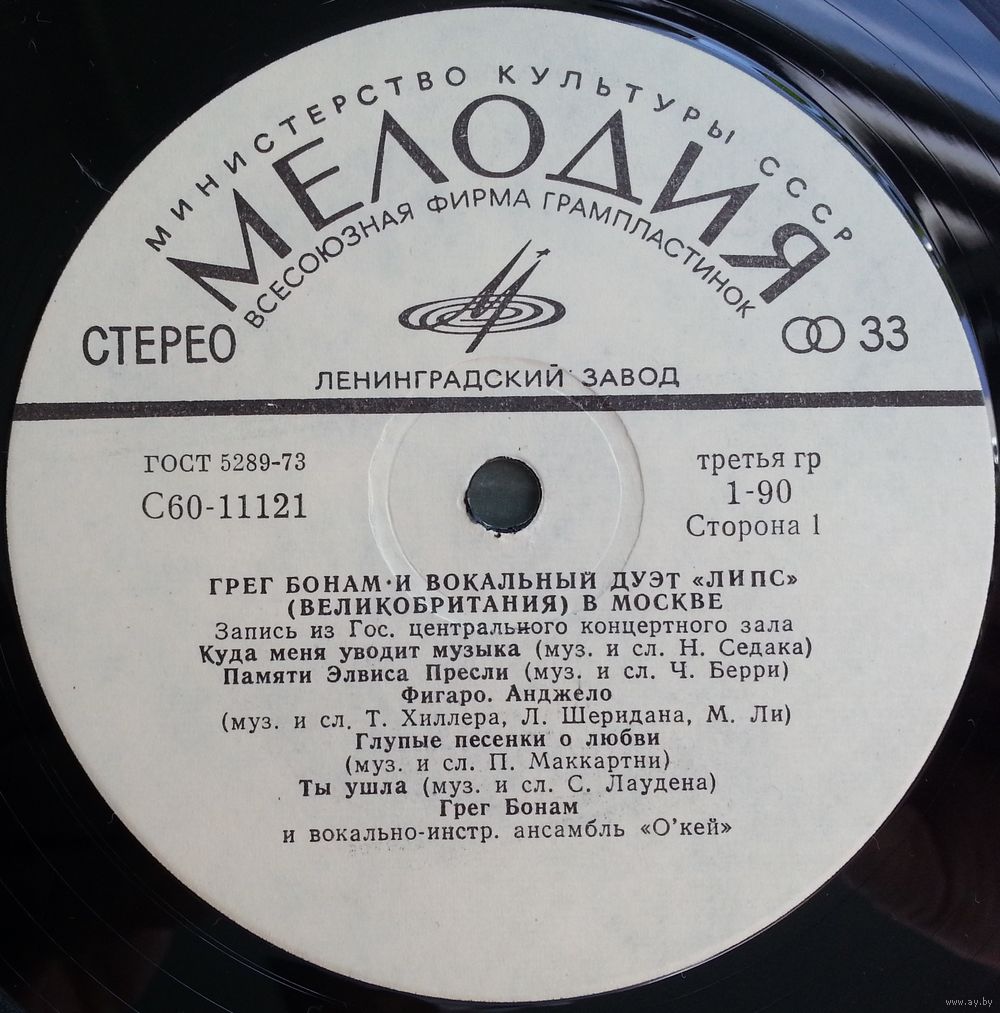 МИНИСТЕРСТВО КУЛЬТУРЫ СССР
МЕЛОДИЯ
ВСЕСОЮЗНАЯ ФИРМА ГРАМПЛАСТИНОК
СТЕРЕО
33
ЛЕНИНГРАДСКИЙ ЗАВОД
ГОСТ 5289-73
С60-11121
третья гр
1-90
Сторона 1
ГРЕГ БОНАМ И ВОКАЛЬНЫЙ ДУЭТ «ЛИПС»
(ВЕЛИКОБРИТАНИЯ) В МОСКВЕ
Запись из Гос. центрального концертного зала
Куда меня уводит музыка (муз. и сл. Н. Седака)
Памяти Элвиса Пресли (муз. и сл. Ч. Берри)
Фигаро. Анджело
(муз. и сл. Т. Хиллера, Л. Шеридана, М. Ли)
Глупые песенки о любви
(муз. и сл. П. Маккартни)
Ты ушла (муз. и сл. С. Лаудена)
Грег Бонам
и вокально-инстр. ансамбль «О'кей»
www.ay.by